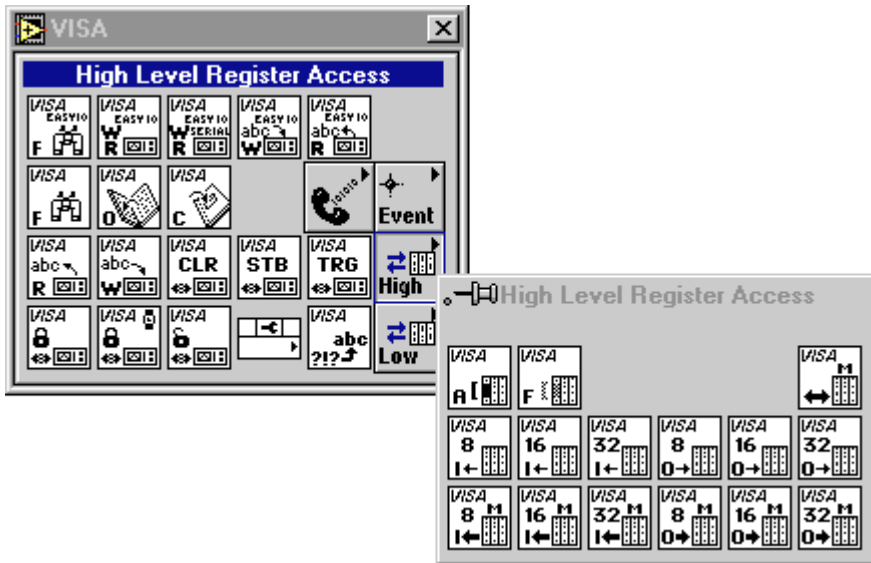 VISA
High Level Register Access
VISA EASY IO F
VISA EASY IO W R
VISA EASY IO W SERIAL R
VISA EASY IO abc W
VISA EASY IO abc R
VISA F
VISA O
VISA C
Event
VISA abc R
VISA abc W
VISA CLR
VISA STB
VISA TRG
High
VISA
VISA
VISA
VISA abc ?!?
Low
High Level Register Access
VISA A
VISA F
VISA M
VISA 8 I
VISA 16 I
VISA 32 I
VISA 8 O
VISA 16 O
VISA 32 O
VISA 8 M I
VISA 16 M I
VISA 32 M I
VISA 8 M O
VISA 16 M O
VISA 32 M O